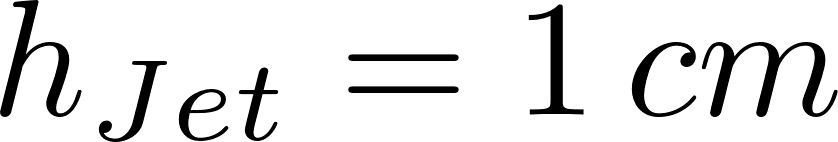 h_{Jet} = 1 cm